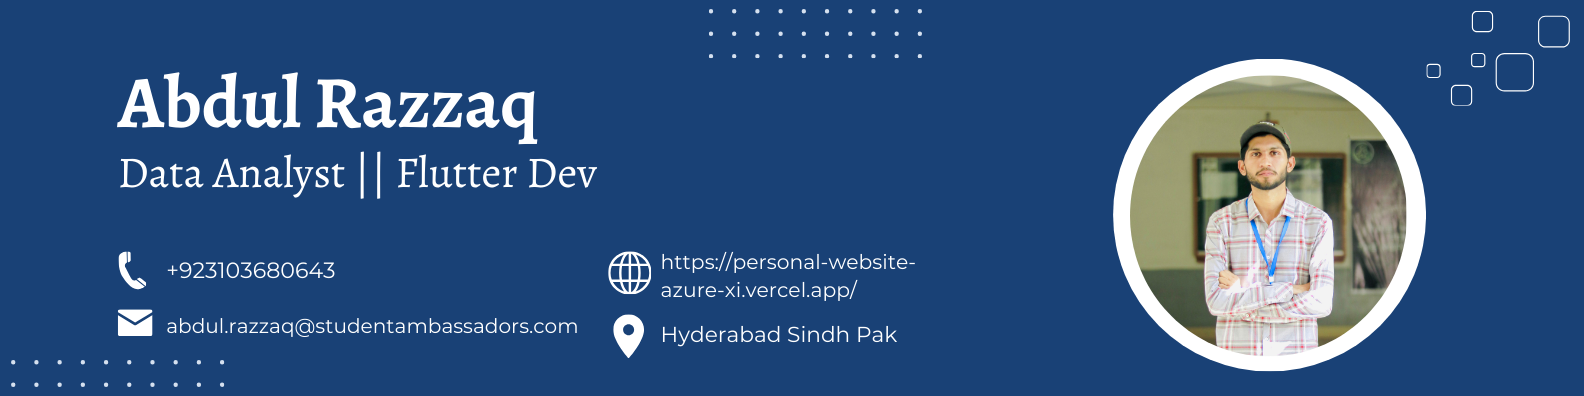 Abdul Razzaq
Data Analyst || Flutter Dev
+923103680643
abdul.razzaq@studentambassadors.com
https://personal-website-
azure-xi.vercel.app/
Hyderabad Sindh Pak